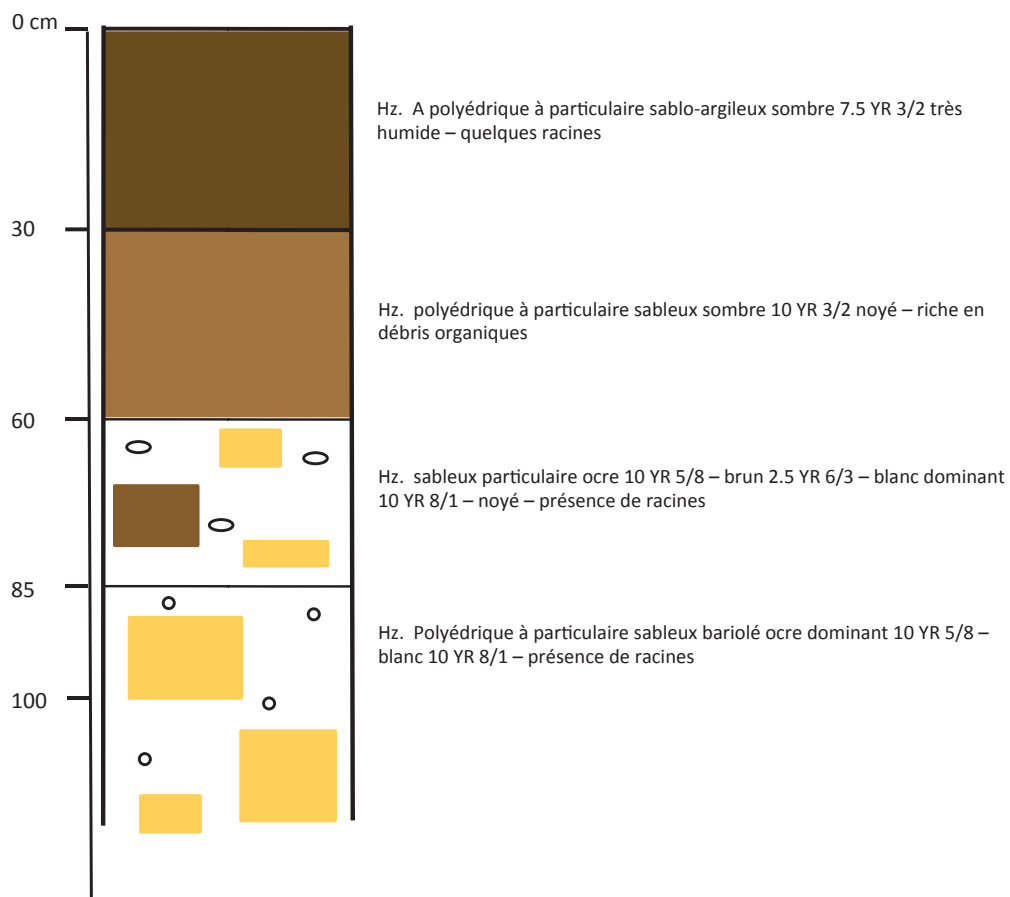 0 cm
Hz. A polyédrique à particulaire sablo-argileux sombre 7.5 YR 3/2 très
humide – quelques racines
30
Hz. polyédrique à particulaire sableux sombre 10 YR 3/2 noyé – riche en
débris organiques
60
Hz. sableux particulaire ocre 10 YR 5/8 – brun 2.5 YR 6/3 – blanc dominant
10 YR 8/1 – noyé – présence de racines
85
Hz. Polyédrique à particulaire sableux bariolé ocre dominant 10 YR 5/8 –
blanc 10 YR 8/1 – présence de racines
100